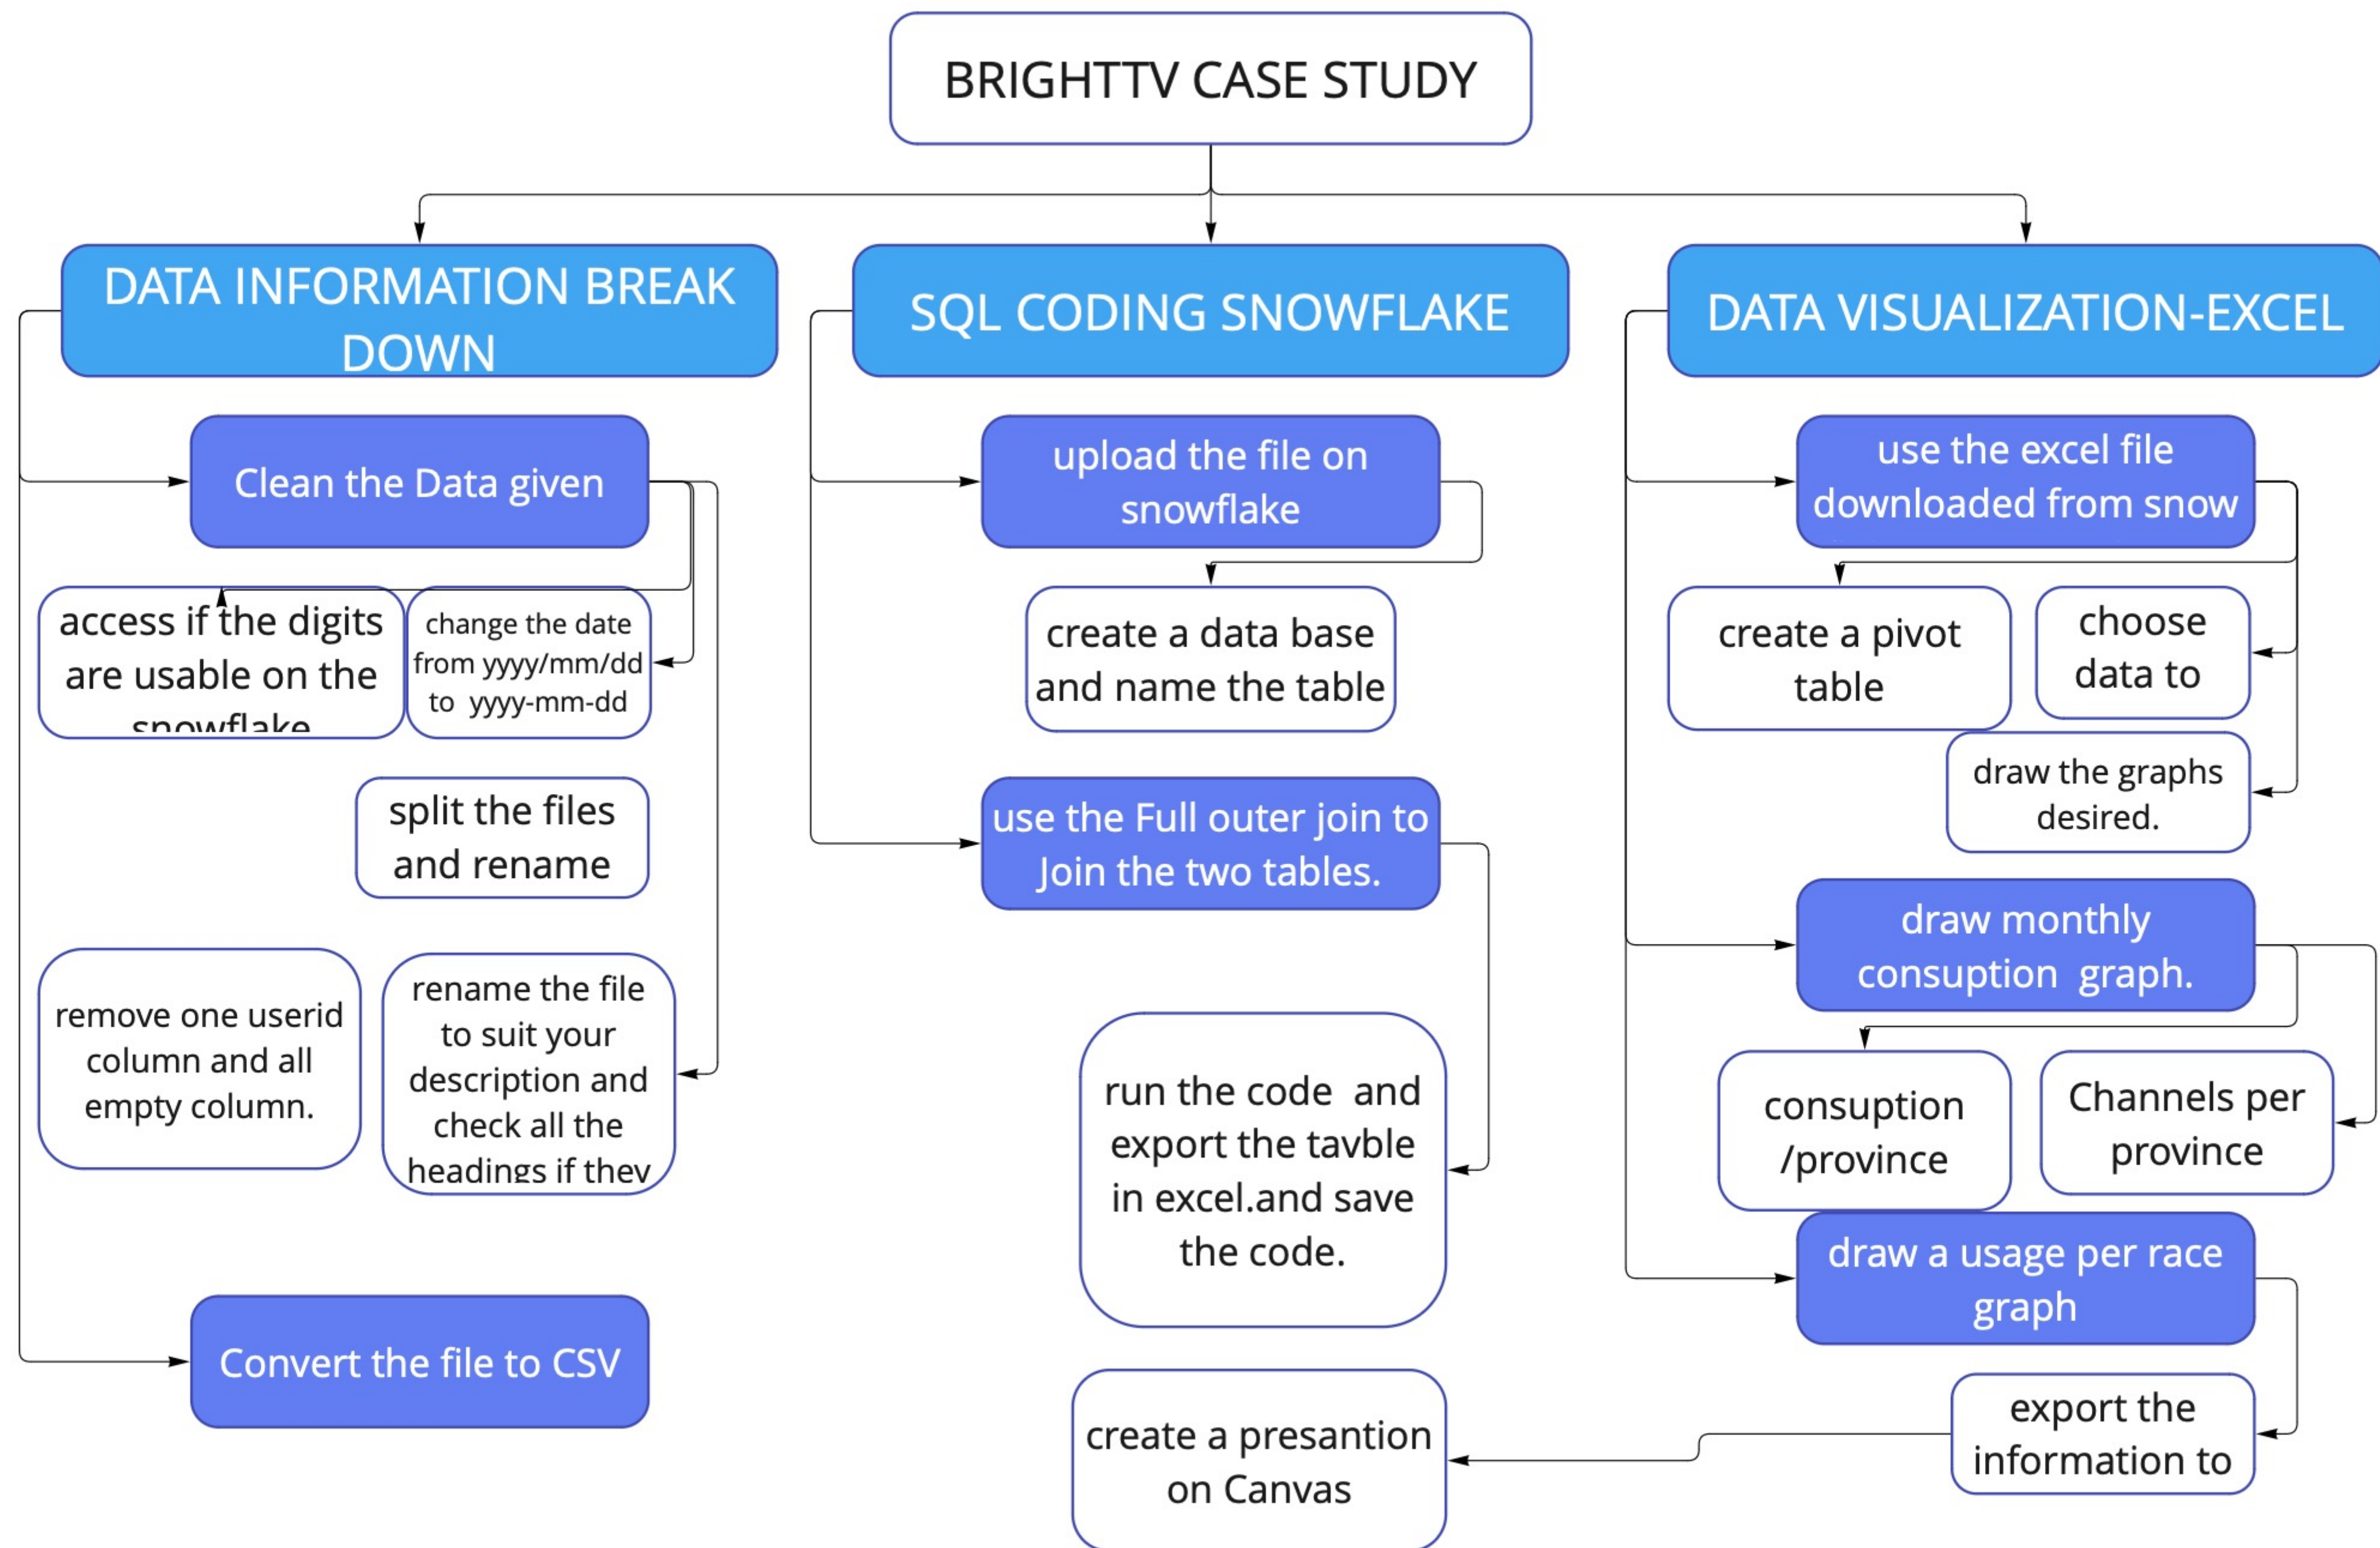 BRIGHTTV CASE STUDY
DATA INFORMATION BREAK
DOWN
Clean the Data given
access if the digits
are usable on the
snowflake
change the date
from yyyy/mm/dd
to yyyy-mm-dd
split the files
and rename
remove one userid
column and all
empty column.
rename the file
to suit your
description and
check all the
headings if they
Convert the file to CSV
SQL CODING SNOWFLAKE
upload the file on
snowflake
create a data base
and name the table
use the Full outer join to
Join the two tables.
run the code and
export the tavble
in excel.and save
the code.
create a presantion
on Canvas
DATA VISUALIZATION-EXCEL
use the excel file
downloaded from snow
create a pivot
table
choose
data to
draw the graphs
desired.
draw monthly
consuption graph.
consuption
/province
Channels per
province
draw a usage per race
graph
export the
information to